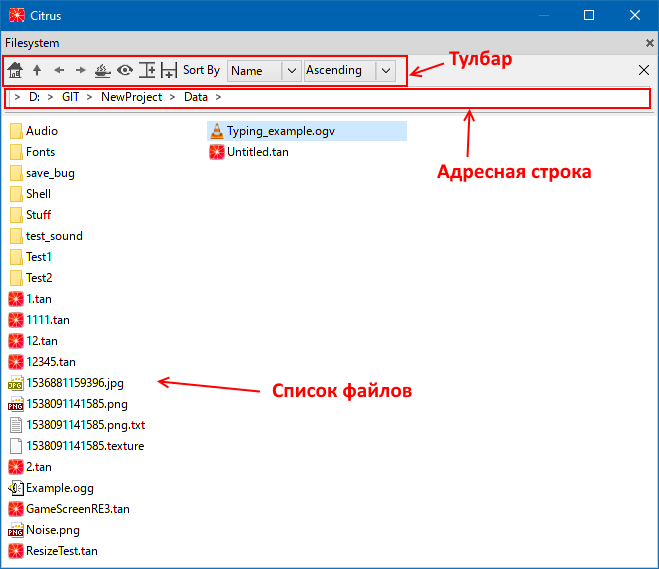 Citrus
Filesystem
Sort By Name Ascending
Тулбар
> D: > GIT > NewProject > Data >
Адресная строка
Audio
Fonts
save_bug
Shell
Stuff
test_sound
Test1
Test2
1.tan
1111.tan
12.tan
12345.tan
1536881159396.jpg
1538091141585.png
1538091141585.png.txt
1538091141585.texture
2.tan
Example.ogg
GameScreenRE3.tan
Noise.png
ResizeTest.tan
Typing_example.ogv
Untitled.tan
Список файлов